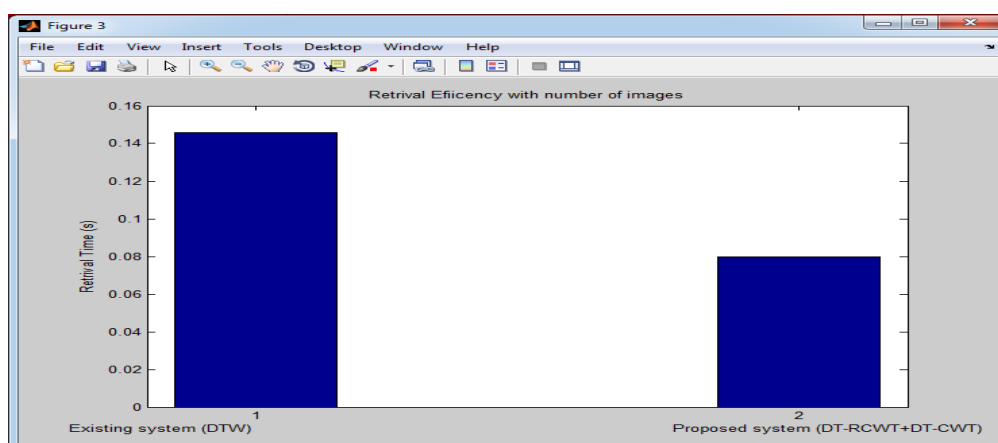 Figure 3
File Edit View Insert Tools Desktop Window Help
Retrival Efiicency with number of images
0.16
0.14
0.12
0.1
0.08
0.06
0.04
0.02
0
Retrival Time (s)
1 2
Existing system (DTW) Proposed system (DT-RCWT+DT-CWT)